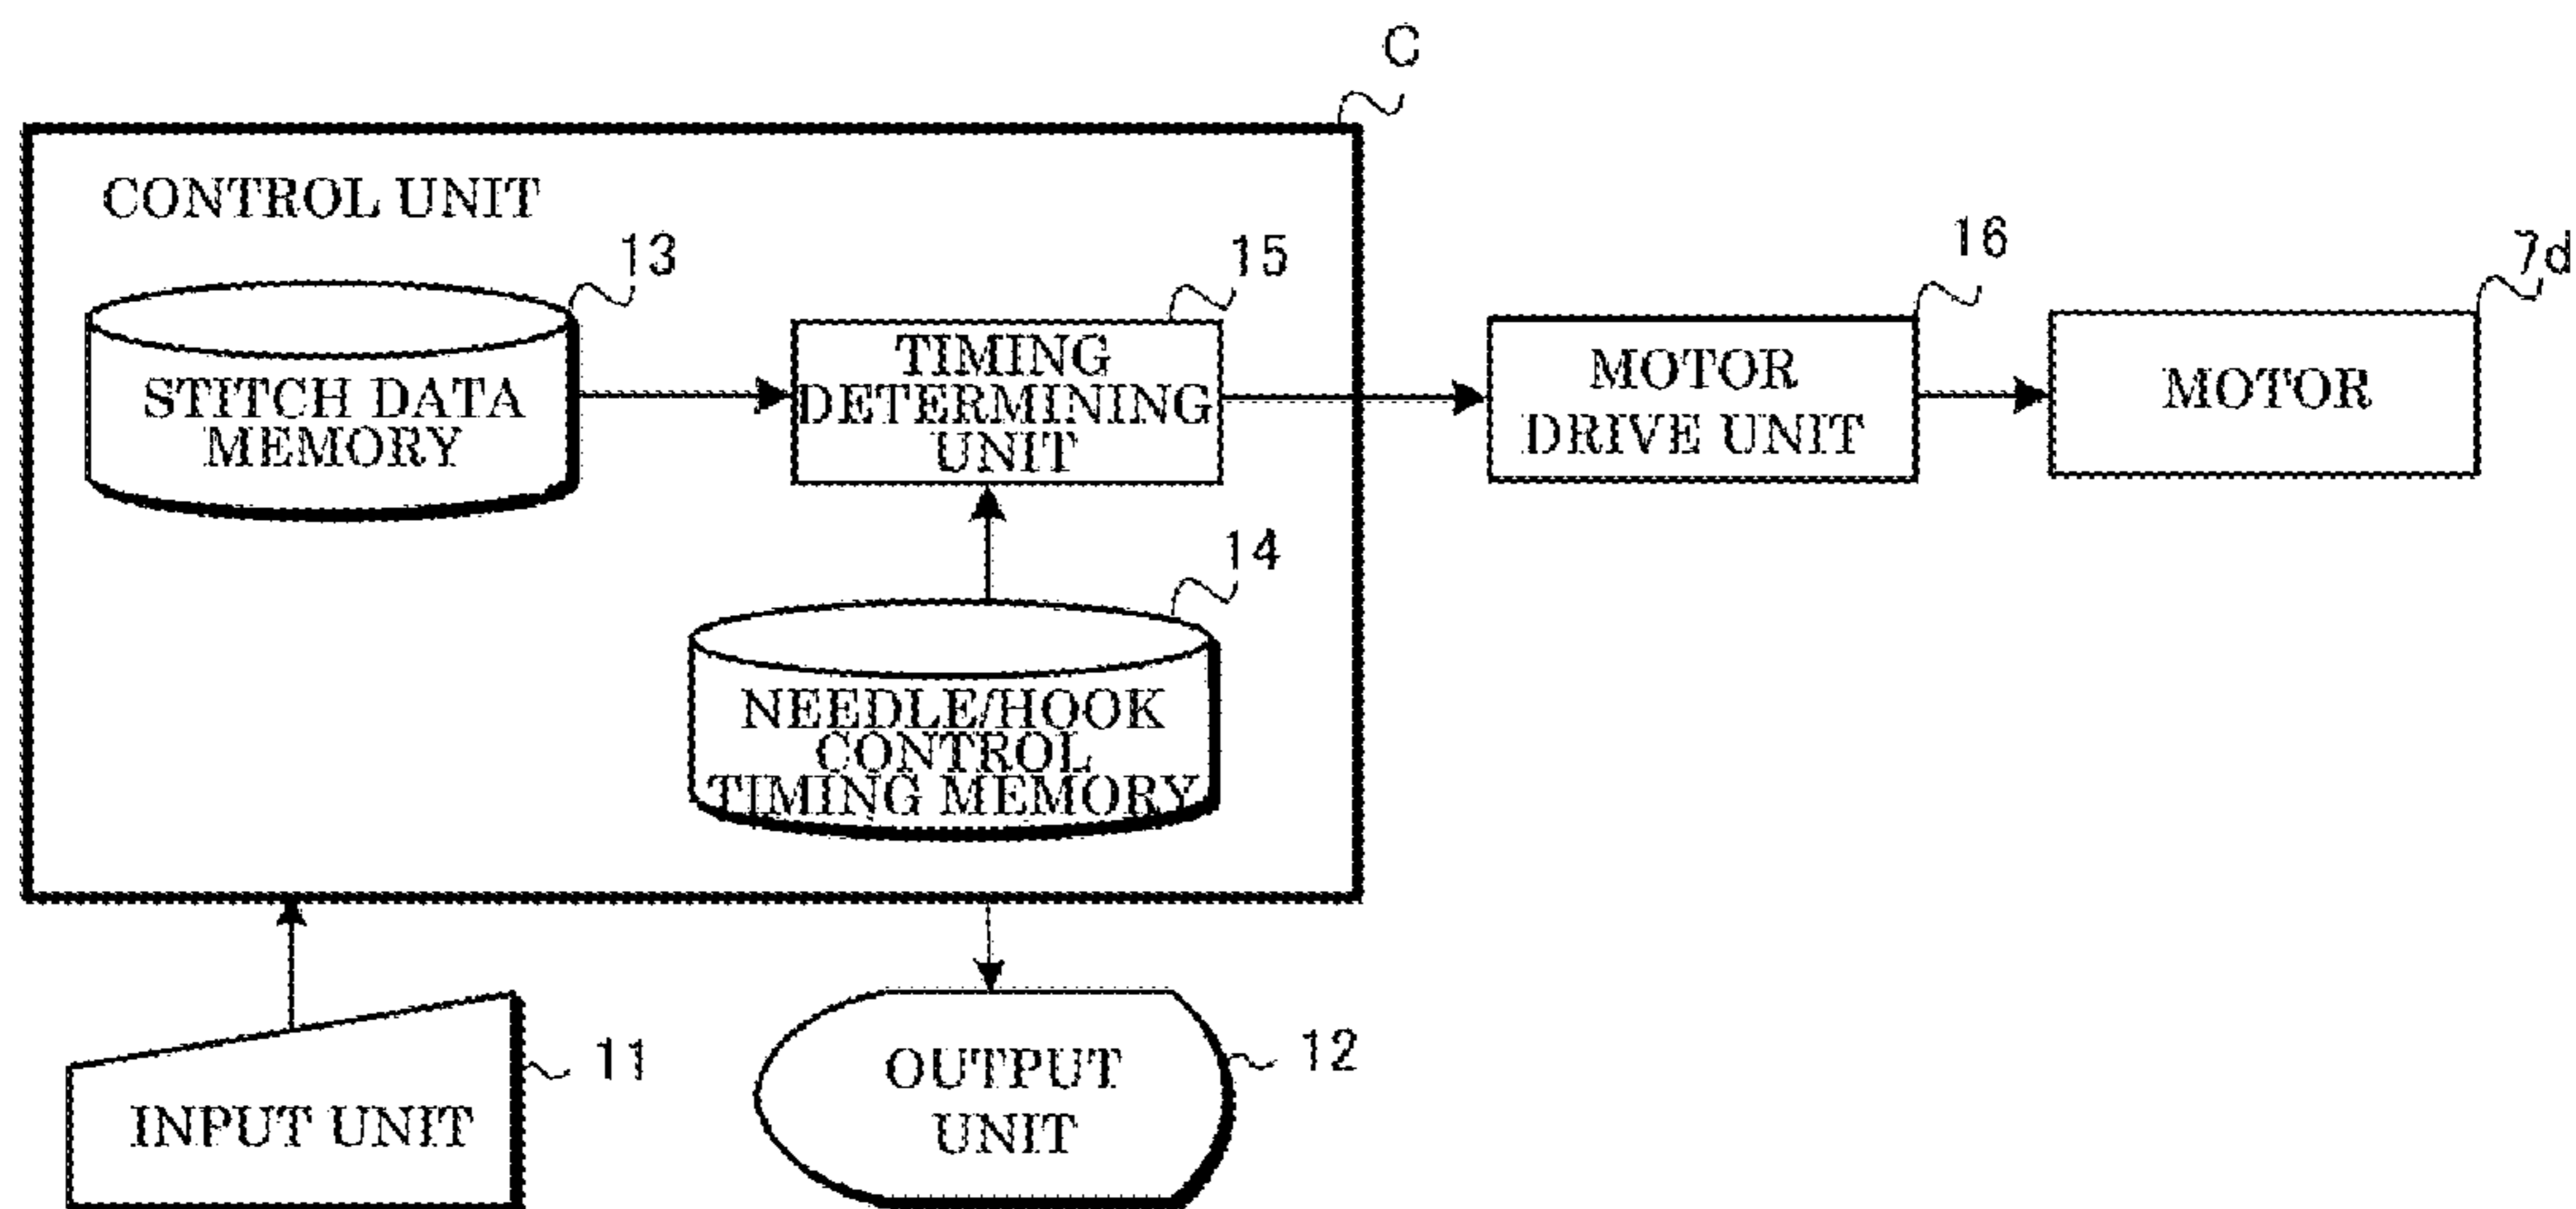 C
CONTROL UNIT
13
15
16
7d
STITCH DATA
MEMORY
TIMING
DETERMINING
UNIT
MOTOR
DRIVE UNIT
MOTOR
14
NEEDLE/HOOK
CONTROL
TIMING MEMORY
INPUT UNIT
11
OUTPUT
UNIT
12